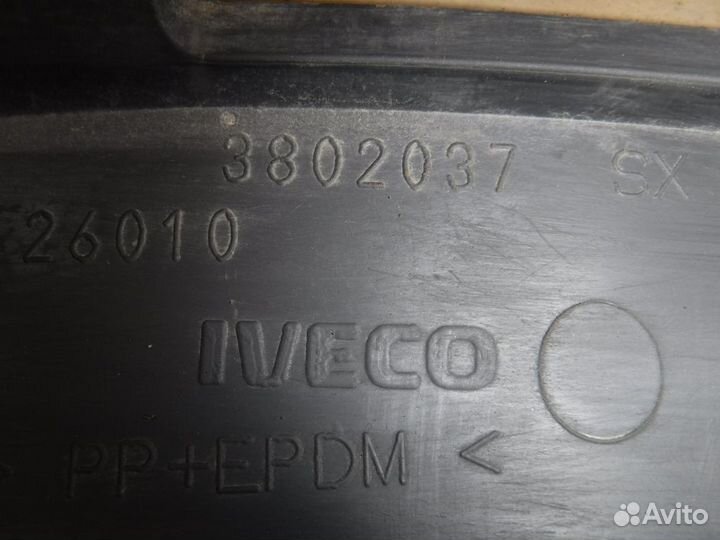 3802037 SX
26010
IVECO
> PP+EPDM <
Avito